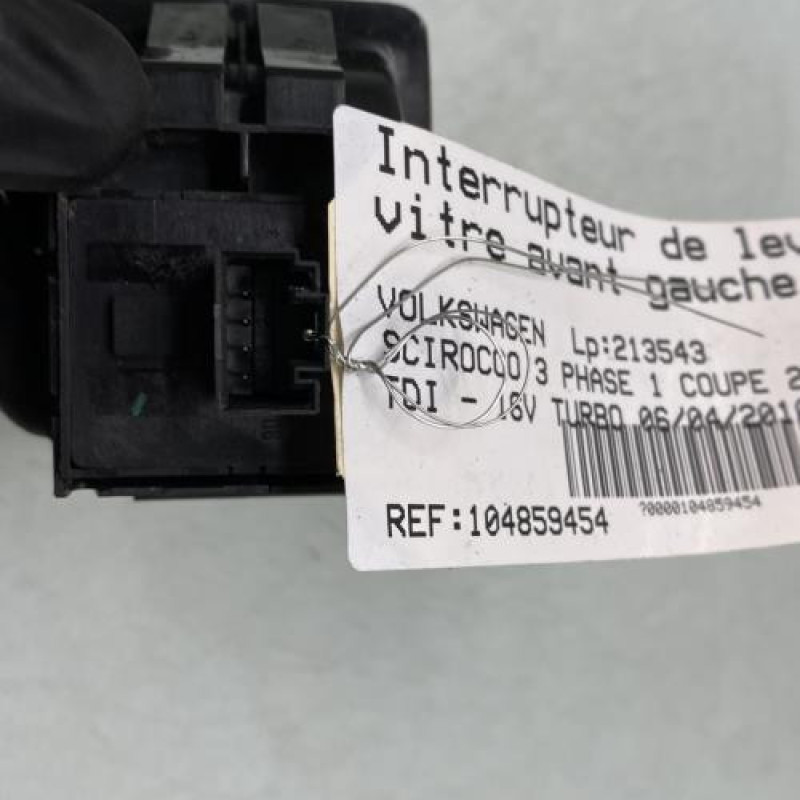 Interrupteur de lev
vitre avant gauche
VOLKSWAGEN Lp:213543
SCIROCCO 3 PHASE 1 COUPE 2
TDI - 16V TURBO 06/04/201
REF:104859454
?0000104859454